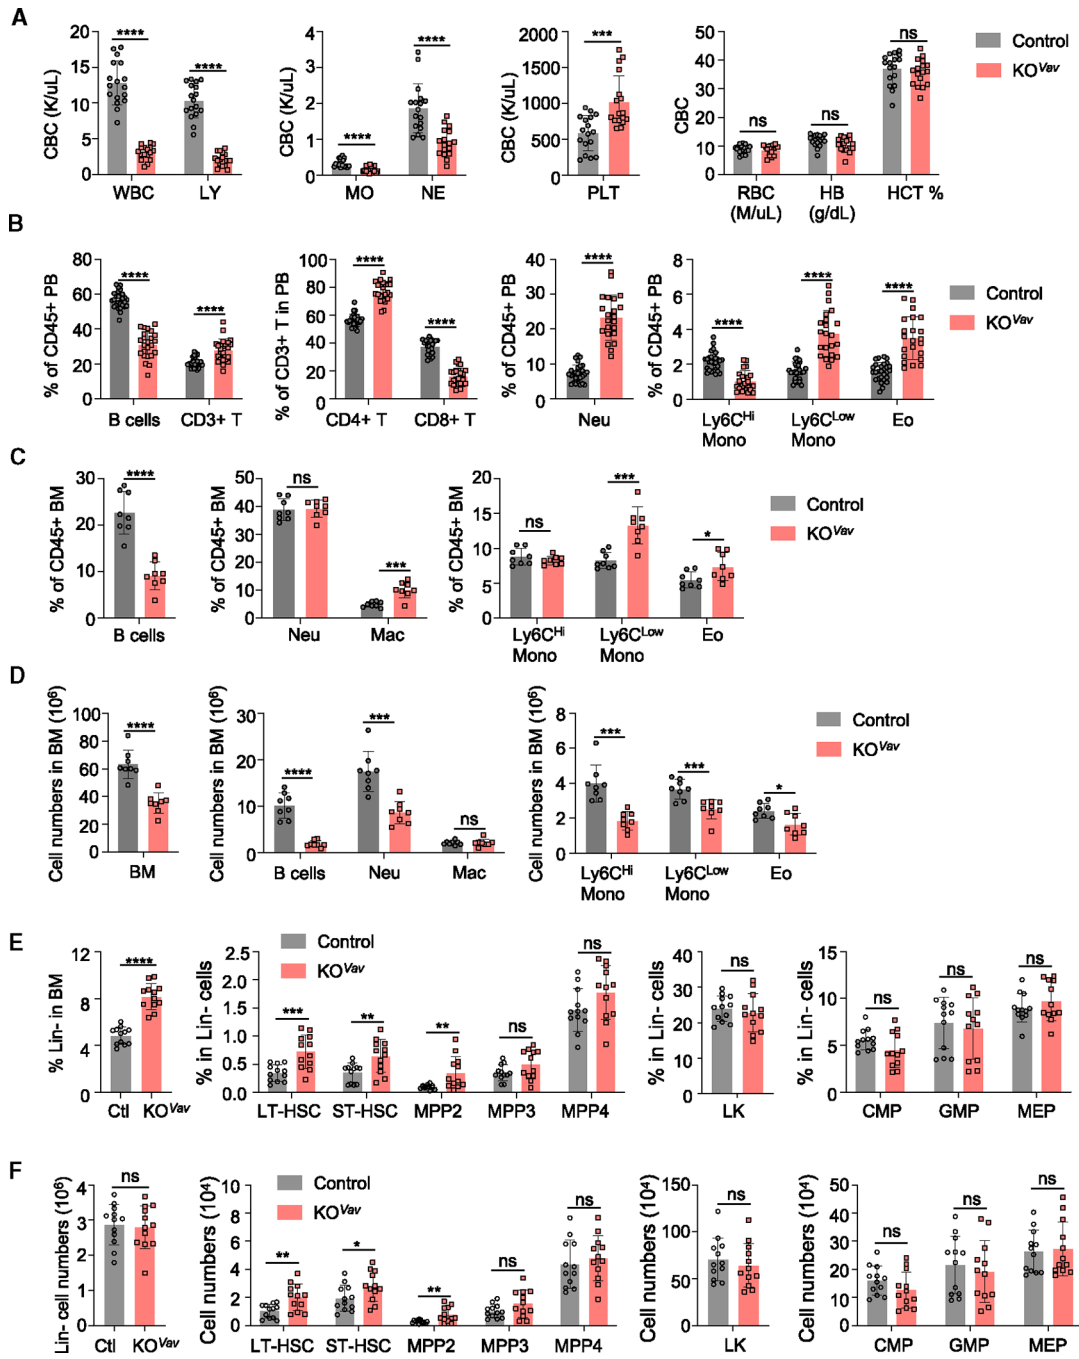 A
CBC (K/uL)
20
15
10
5
0
****
****
WBC
LY
CBC (K/uL)
4
3
2
1
0
****
****
MO
NE
CBC (K/uL)
2000
1500
1000
500
0
***
PLT
CBC
50
40
30
20
10
0
ns
ns
ns
RBC
(M/uL)
HB
(g/dL)
HCT %
Control
KOVav
B
% of CD45+ PB
80
60
40
20
0
****
****
B cells
CD3+ T
% of CD3+ T in PB
100
80
60
40
20
0
****
****
CD4+ T
CD8+ T
% of CD45+ PB
40
30
20
10
0
****
Neu
% of CD45+ PB
8
6
4
2
0
****
****
****
Ly6CHi
Mono
Ly6CLow
Mono
Eo
Control
KOVav
C
% of CD45+ BM
30
20
10
0
****
B cells
% of CD45+ BM
50
40
30
20
10
0
ns
***
Neu
Mac
% of CD45+ BM
20
15
10
5
0
ns
***
*
Ly6CHi
Mono
Ly6CLow
Mono
Eo
Control
KOVav
D
Cell numbers in BM (10⁶)
100
80
60
40
20
0
****
BM
Cell numbers in BM (10⁶)
30
20
10
0
****
***
ns
B cells
Neu
Mac
Cell numbers in BM (10⁶)
8
6
4
2
0
***
***
*
Ly6CHi
Mono
Ly6CLow
Mono
Eo
Control
KOVav
E
% Lin- in BM
12
8
4
0
****
Ctl
KOVav
% in Lin- cells
2.5
2.0
1.5
1.0
0.5
0.0
Control
KOVav
***
**
**
ns
ns
LT-HSC
ST-HSC
MPP2
MPP3
MPP4
% in Lin- cells
40
30
20
10
0
ns
LK
% in Lin- cells
15
10
5
0
ns
ns
ns
CMP
GMP
MEP
F
Lin- cell numbers (10⁶)
4
3
2
1
0
ns
Ctl
KOVav
Cell numbers (10⁴)
10
8
6
4
2
0
Control
KOVav
**
*
**
ns
ns
LT-HSC
ST-HSC
MPP2
MPP3
MPP4
Cell numbers (10⁴)
150
100
50
0
ns
LK
Cell numbers (10⁴)
50
40
30
20
10
0
ns
ns
ns
CMP
GMP
MEP